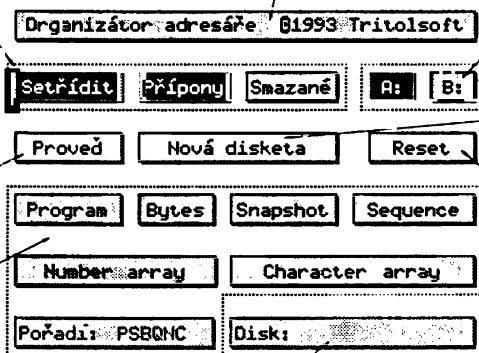 Organizátor adresáře @1993 Tritolsoft
Setřídit Přípony Smazané A: B:
Proveď Nová disketa Reset
Program Bytes Snapshot Sequence
Number array Character array
Pořadí: PSBQNC Disk: